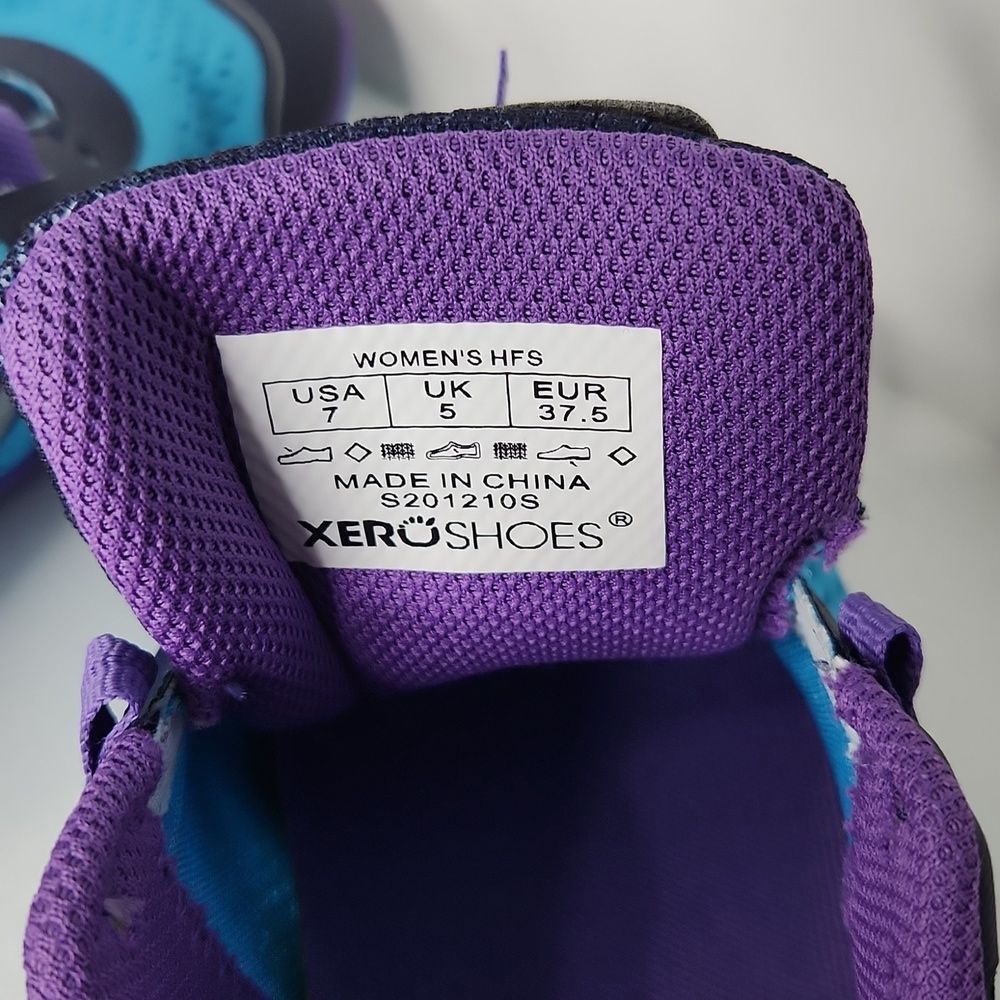 WOMEN'S HFS
USA UK EUR
7 5 37.5
MADE IN CHINA
S201210S
XEROSHOES®